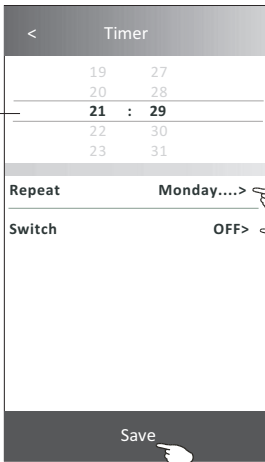 < Timer
19 27
20 28
21 : 29
22 30
23 31
Repeat Monday....>
Switch OFF>
Save